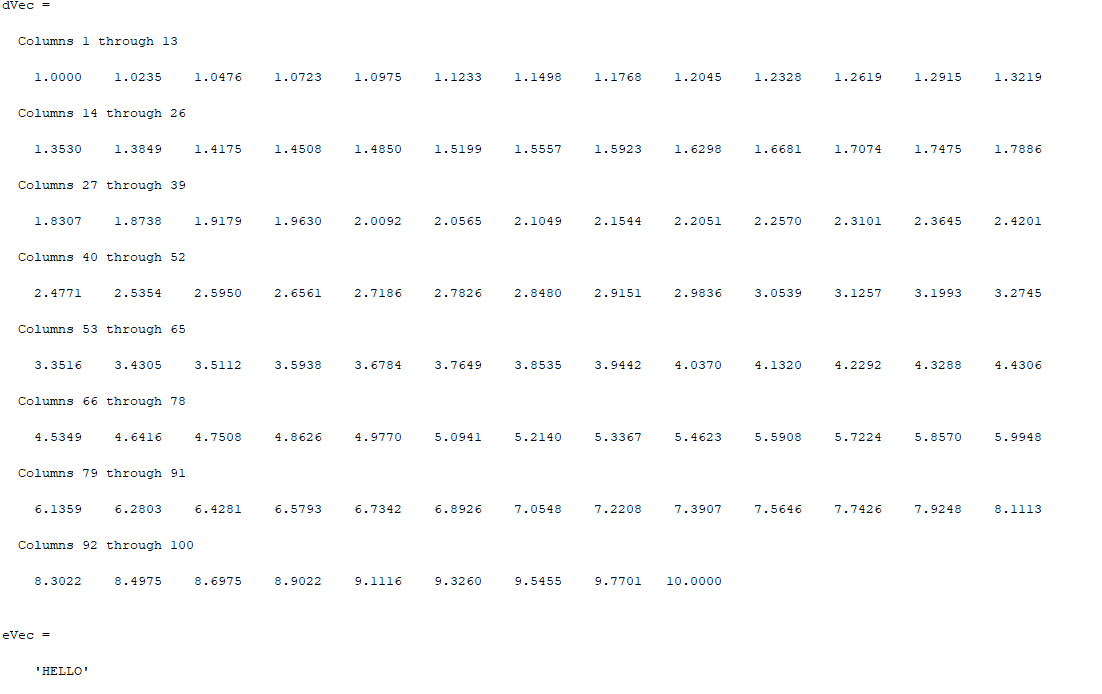 dVec =
Columns 1 through 13
1.0000 1.0235 1.0476 1.0723 1.0975 1.1233 1.1498 1.1768 1.2045 1.2328 1.2619 1.2915 1.3219
Columns 14 through 26
1.3530 1.3849 1.4175 1.4508 1.4850 1.5199 1.5557 1.5923 1.6298 1.6681 1.7074 1.7475 1.7886
Columns 27 through 39
1.8307 1.8738 1.9179 1.9630 2.0092 2.0565 2.1049 2.1544 2.2051 2.2570 2.3101 2.3645 2.4201
Columns 40 through 52
2.4771 2.5354 2.5950 2.6561 2.7186 2.7826 2.8480 2.9151 2.9836 3.0539 3.1257 3.1993 3.2745
Columns 53 through 65
3.3516 3.4305 3.5112 3.5938 3.6784 3.7649 3.8535 3.9442 4.0370 4.1320 4.2292 4.3288 4.4306
Columns 66 through 78
4.5349 4.6416 4.7508 4.8626 4.9770 5.0941 5.2140 5.3367 5.4623 5.5908 5.7224 5.8570 5.9948
Columns 79 through 91
6.1359 6.2803 6.4281 6.5793 6.7342 6.8926 7.0548 7.2208 7.3907 7.5646 7.7426 7.9248 8.1113
Columns 92 through 100
8.3022 8.4975 8.6975 8.9022 9.1116 9.3260 9.5455 9.7701 10.0000
eVec =
'HELLO'